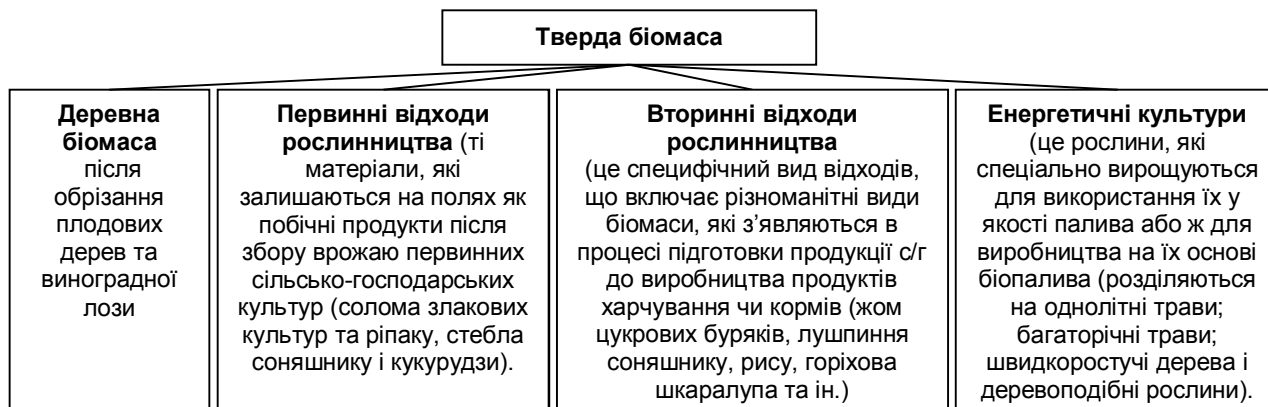 Тверда біомаса
Деревна
біомаса
після
обрізання
плодових
дерев та
виноградної
лози
Первинні відходи
рослинництва (ті
матеріали, які
залишаються на полях як
побічні продукти після
збору врожаю первинних
сільсько-господарських
культур (солома злакових
культур та ріпаку, стебла
соняшнику і кукурудзи).
Вторинні відходи
рослинництва
(це специфічний вид відходів,
що включає різноманітні види
біомаси, які з’являються в
процесі підготовки продукції с/г
до виробництва продуктів
харчування чи кормів (жом
цукрових буряків, лушпиння
соняшнику, рису, горіхова
шкаралупа та ін.)
Енергетичні культури
(це рослини, які
спеціально вирощуються
для використання їх у
якості палива або ж для
виробництва на їх основі
біопалива (розділяються
на однолітні трави;
багаторічні трави;
швидкоростучі дерева і
деревоподібні рослини).